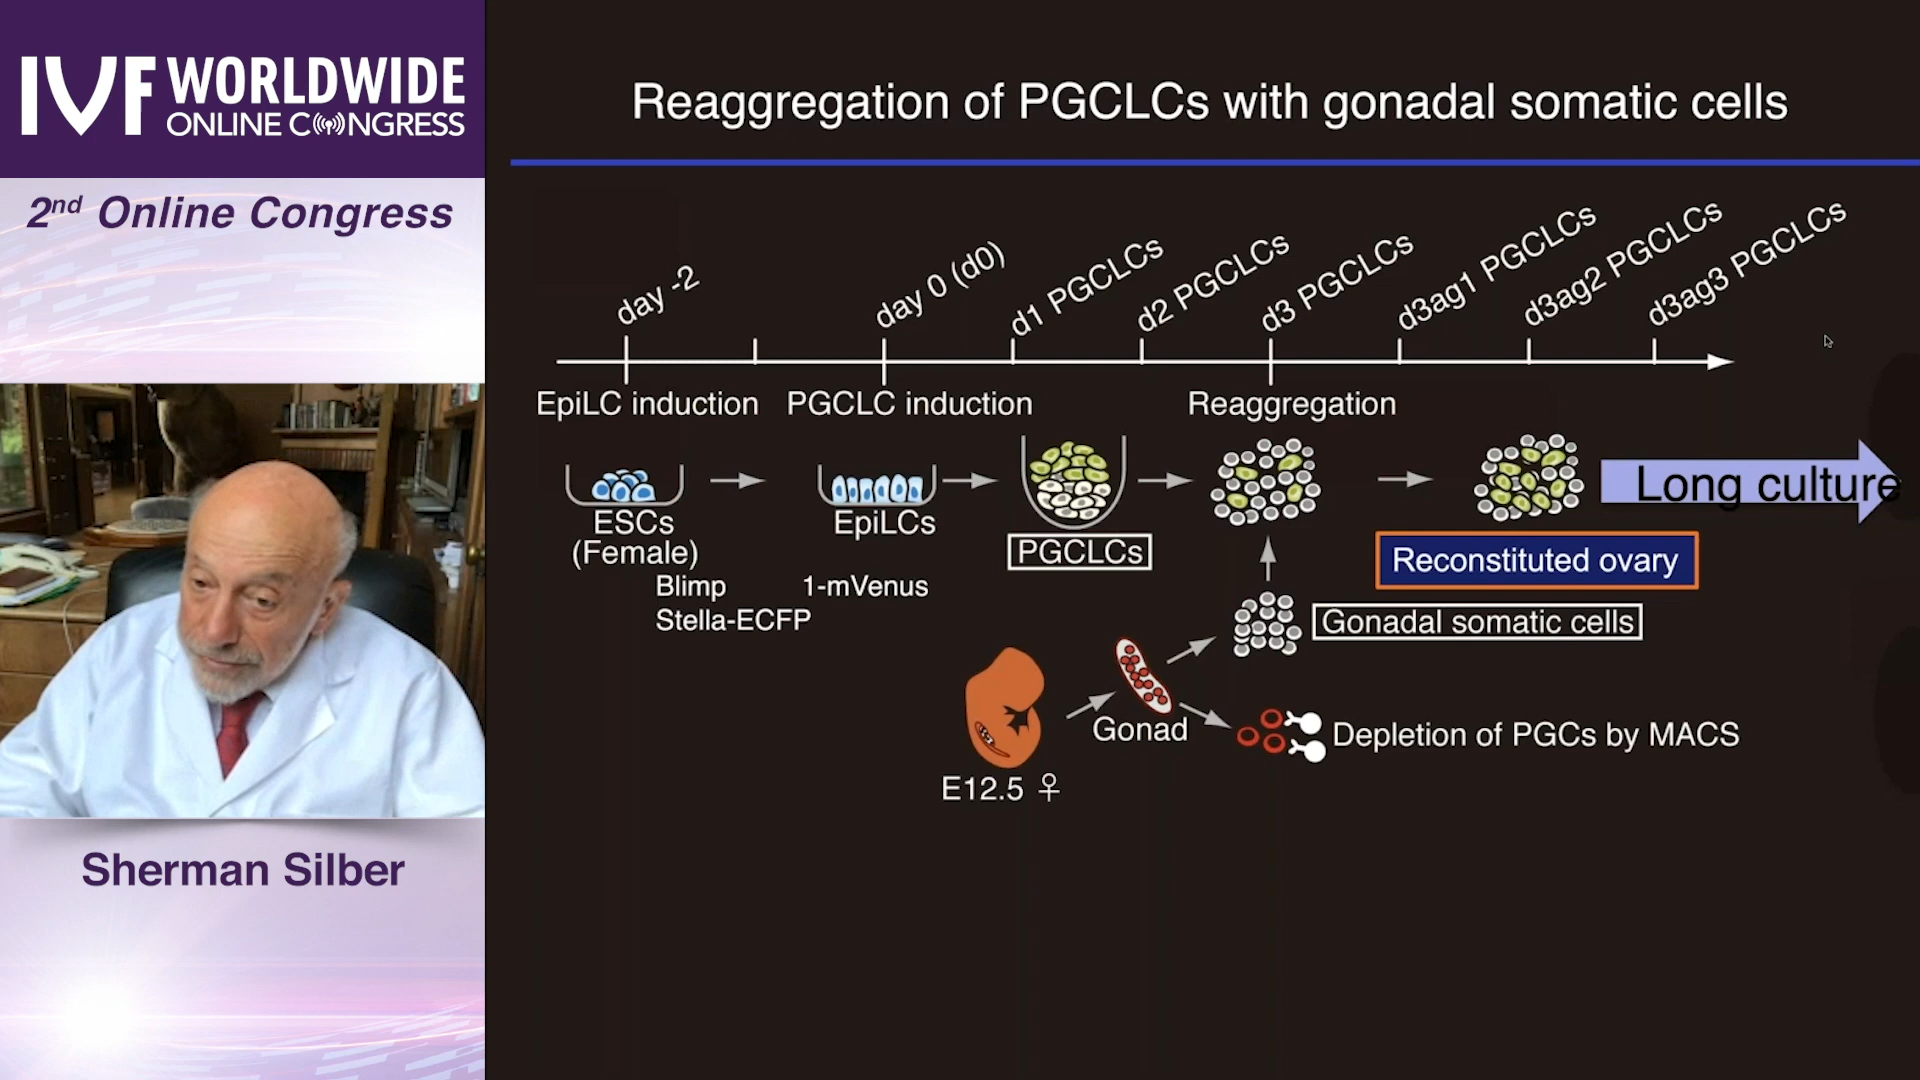 IVF WORLDWIDE
ONLINE CONGRESS
2nd Online Congress
Sherman Silber
Reaggregation of PGCLCs with gonadal somatic cells
day -2
day 0 (d0)
d1 PGCLCs
d2 PGCLCs
d3 PGCLCs
d3ag1 PGCLCs
d3ag2 PGCLCs
d3ag3 PGCLCs
EpiLC induction
PGCLC induction
Reaggregation
Long culture
ESCs
(Female)
EpiLCs
PGCLCs
Reconstituted ovary
Blimp 1-mVenus
Stella-ECFP
Gonadal somatic cells
Gonad
Depletion of PGCs by MACS
E12.5 ♀